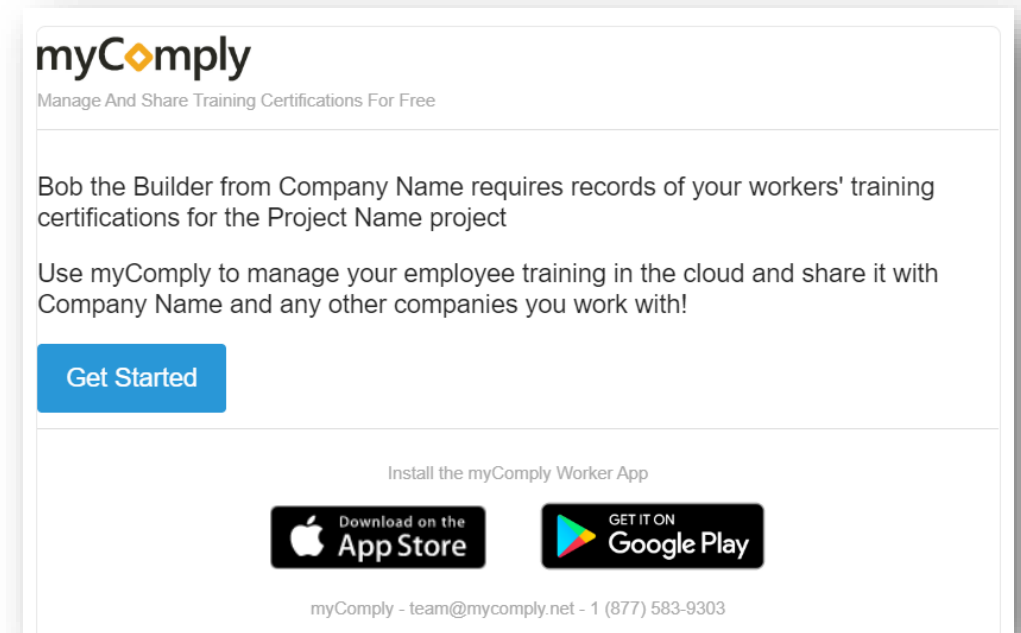 myComply
Manage And Share Training Certifications For Free
Bob the Builder from Company Name requires records of your workers' training
certifications for the Project Name project
Use myComply to manage your employee training in the cloud and share it with
Company Name and any other companies you work with!
Get Started
Install the myComply Worker App
Download on the
App Store
GET IT ON
Google Play
myComply - team@mycomply.net - 1 (877) 583-9303